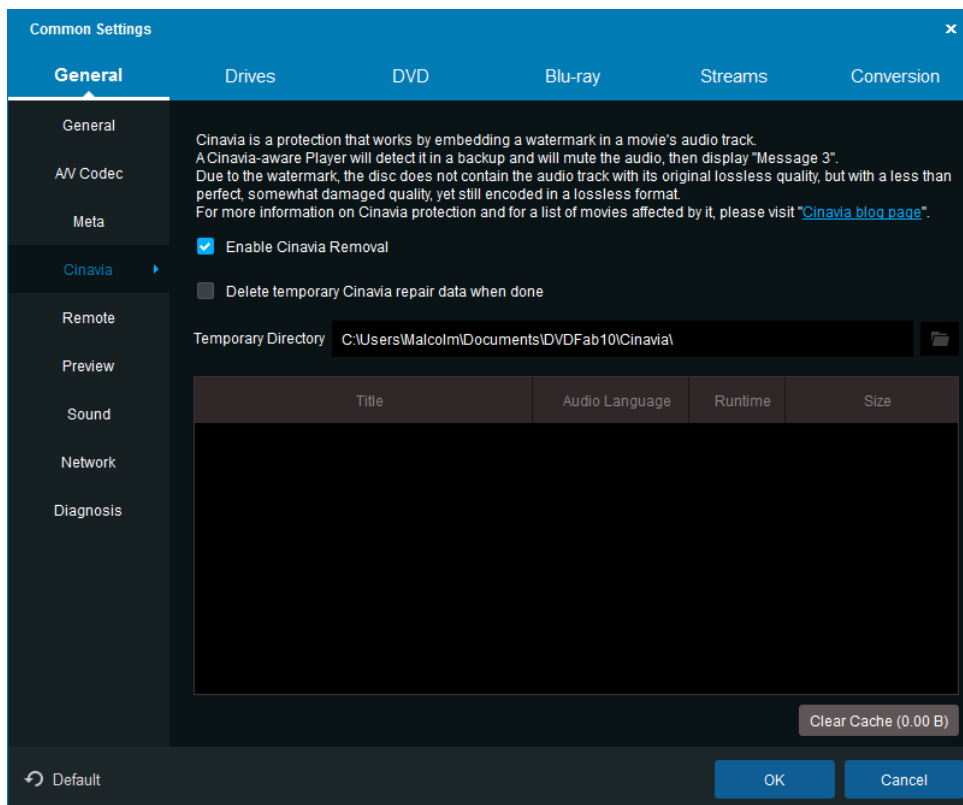 Common Settings
General Drives DVD Blu-ray Streams Conversion
General
A/V Codec
Meta
Cinavia
Remote
Preview
Sound
Network
Diagnosis
Cinavia is a protection that works by embedding a watermark in a movie's audio track.
A Cinavia-aware Player will detect it in a backup and will mute the audio, then display "Message 3".
Due to the watermark, the disc does not contain the audio track with its original lossless quality, but with a less than
perfect, somewhat damaged quality, yet still encoded in a lossless format.
For more information on Cinavia protection and for a list of movies affected by it, please visit "Cinavia blog page".
Enable Cinavia Removal
Delete temporary Cinavia repair data when done
Temporary Directory C:\Users\Malcolm\Documents\DVDFab10\Cinavia\
Title Audio Language Runtime Size
Clear Cache (0.00 B)
Default OK Cancel